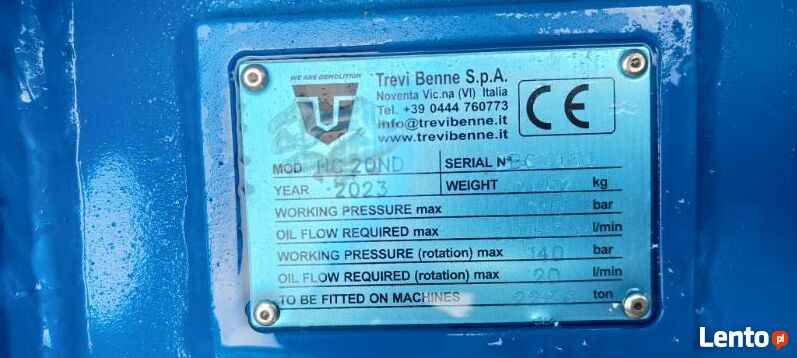 WE ARE DEMOLITION
Trevi Benne S.p.A.
Noventa Vic.na (VI) Italia
Tel. +39 0444 760773
info@trevibenne.it
www.trevibenne.it
CE
MOD. HC 20ND SERIAL N°
YEAR 2023 WEIGHT kg
WORKING PRESSURE max bar
OIL FLOW REQUIRED max l/min
WORKING PRESSURE (rotation) max 140 bar
OIL FLOW REQUIRED (rotation) max 20 l/min
TO BE FITTED ON MACHINES ton
Lento.pl